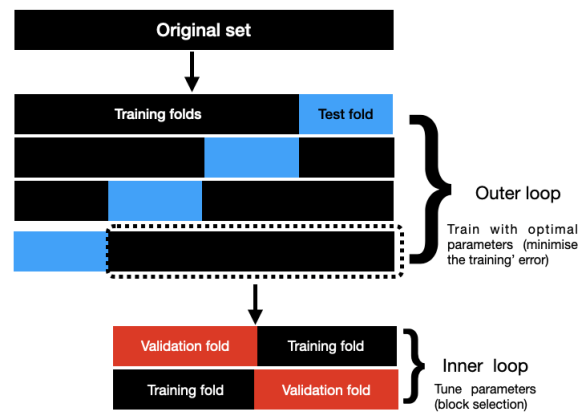 Original set
Training folds
Test fold
Outer loop
Train with optimal
parameters (minimise
the training' error)
Validation fold
Training fold
Training fold
Validation fold
Inner loop
Tune parameters
(block selection)